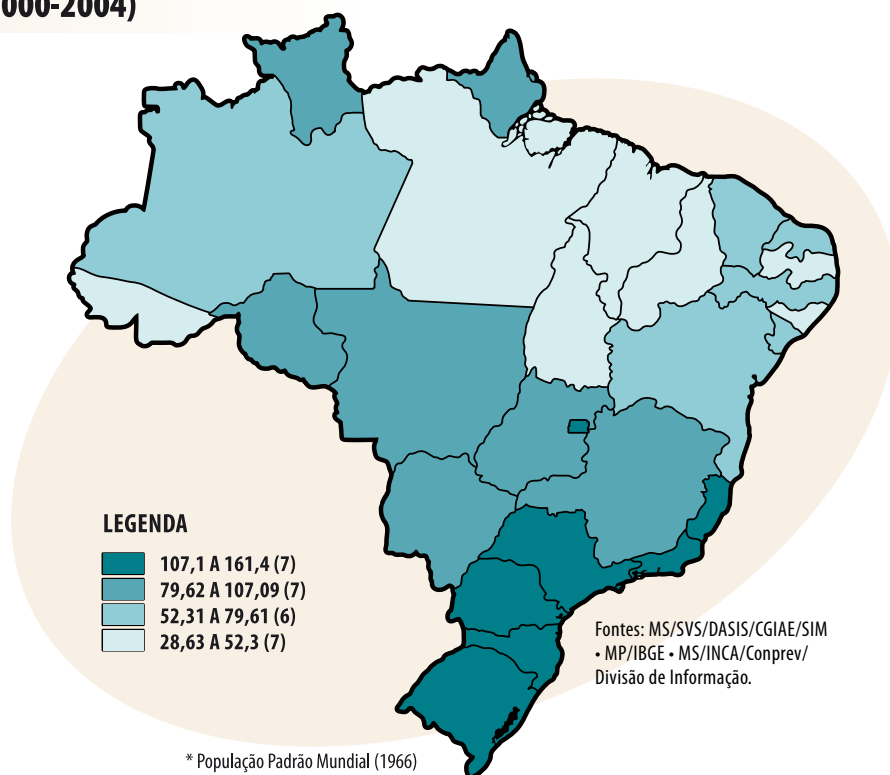 000-2004)
LEGENDA
107,1 A 161,4 (7)
79,62 A 107,09 (7)
52,31 A 79,61 (6)
28,63 A 52,3 (7)
Fontes: MS/SVS/DASIS/CGIAE/SIM
• MP/IBGE • MS/INCA/Conprev/
Divisão de Informação.
* População Padrão Mundial (1966)